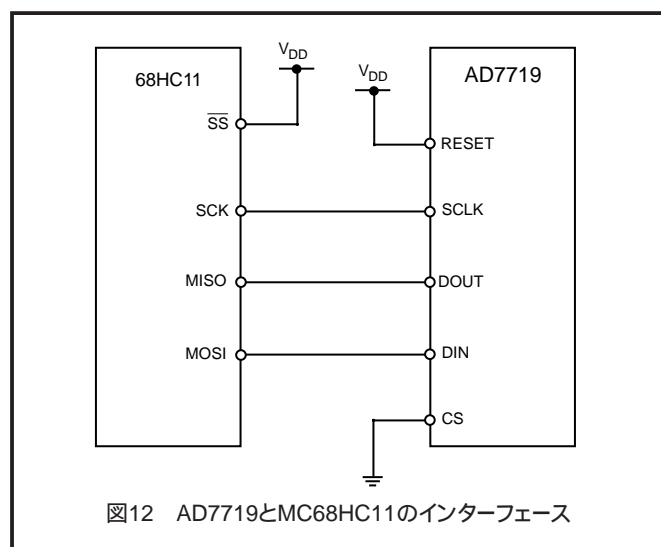 68HC11
SS
SCK
MISO
MOSI
VDD
VDD
AD7719
RESET
SCLK
DOUT
DIN
CS
図12 AD7719とMC68HC11のインターフェース